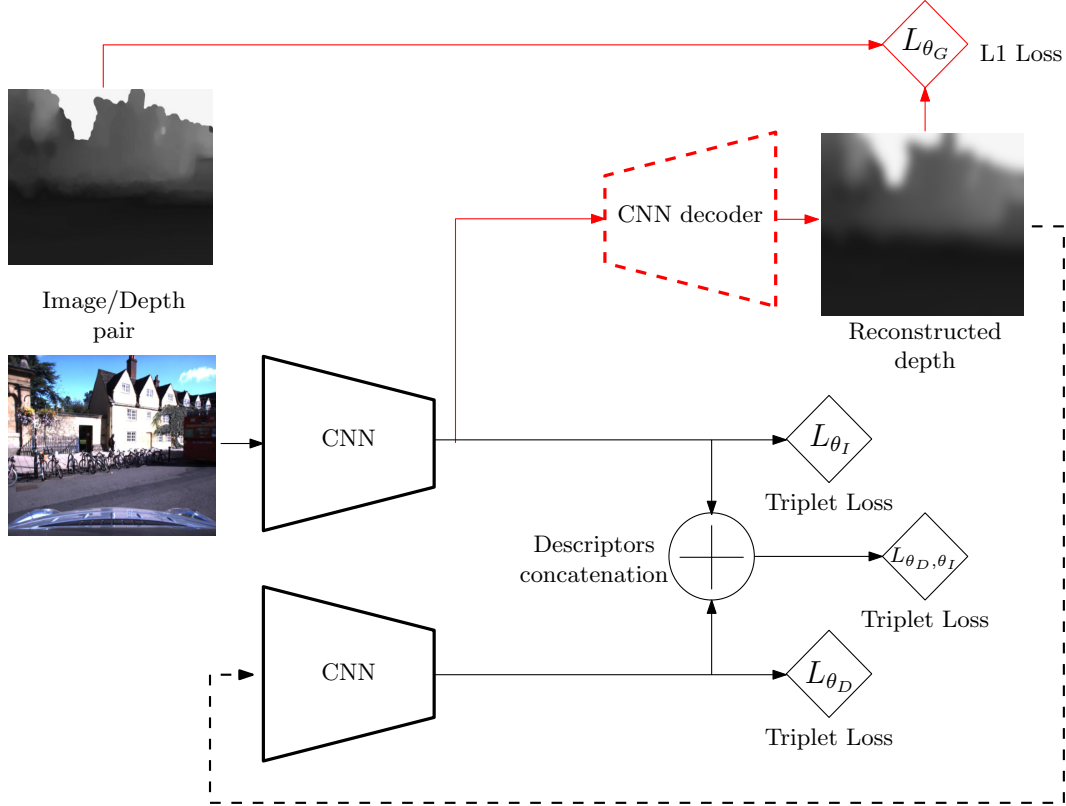 L_{θ_G}
L1 Loss
CNN decoder
Image/Depth
pair
Reconstructed
depth
CNN
L_{θ_I}
Triplet Loss
Descriptors
concatenation
L_{θ_D,θ_I}
Triplet Loss
CNN
L_{θ_D}
Triplet Loss